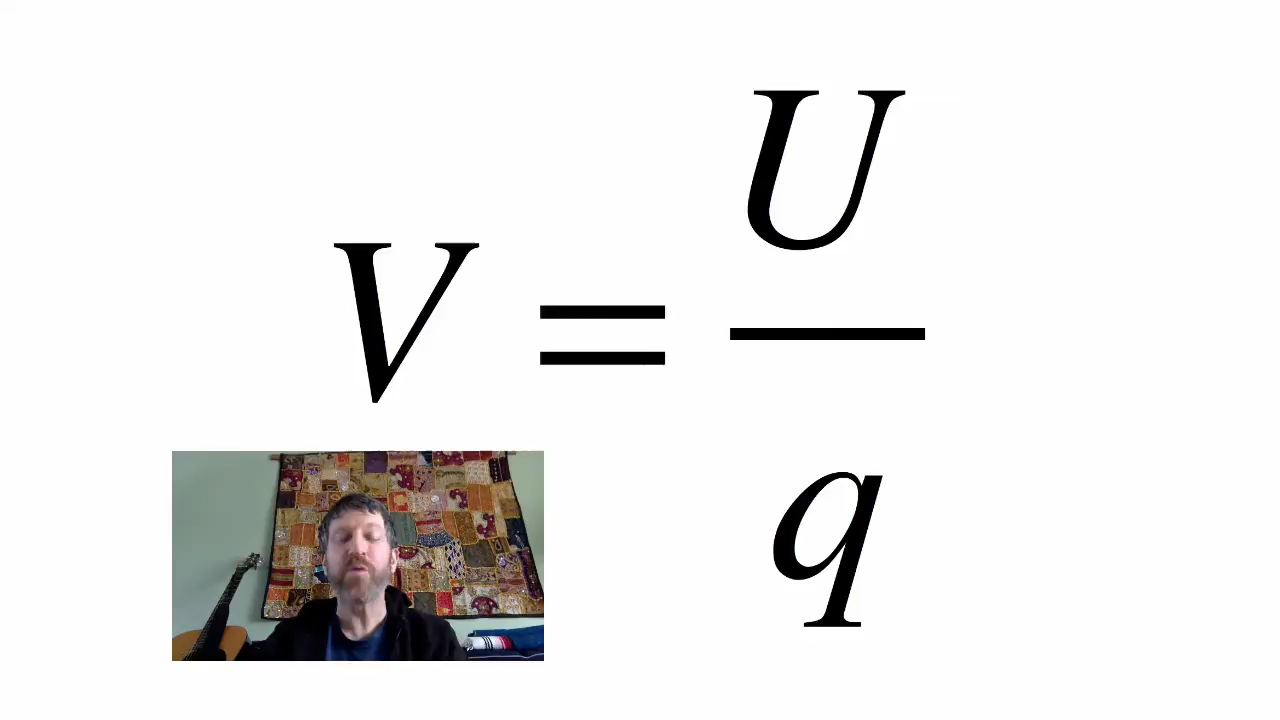 V = U
q